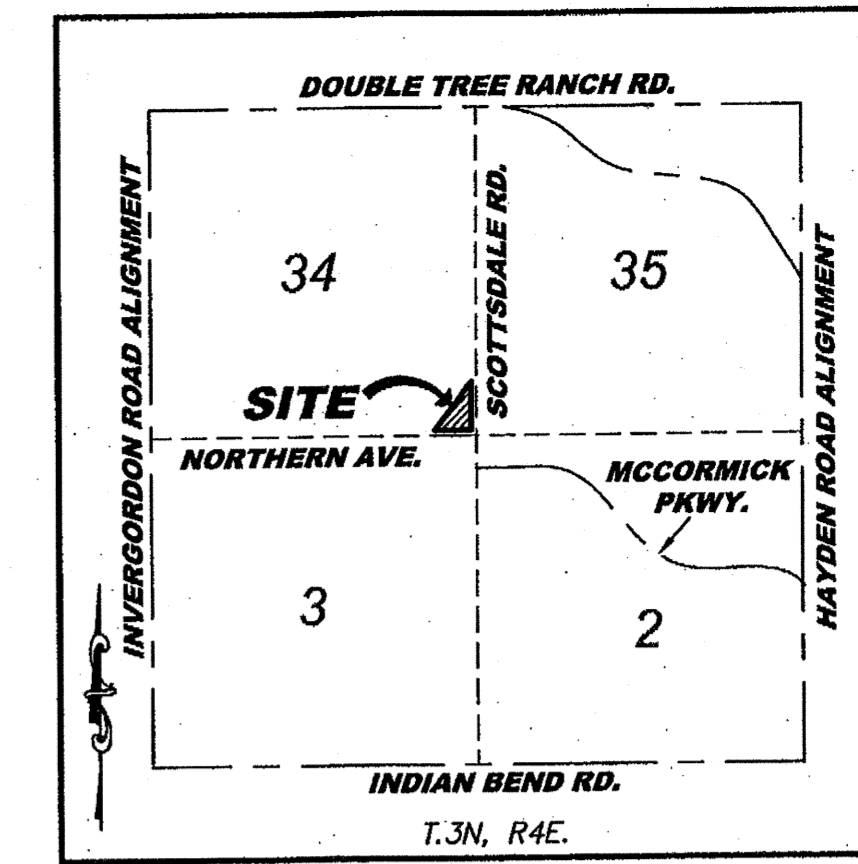 DOUBLE TREE RANCH RD.
INVERGORDON ROAD ALIGNMENT
34
SCOTTSDALE RD.
35
HAYDEN ROAD ALIGNMENT
SITE
NORTHERN AVE.
MCCORMICK
PKWY.
3
2
INDIAN BEND RD.
T.3N, R4E.